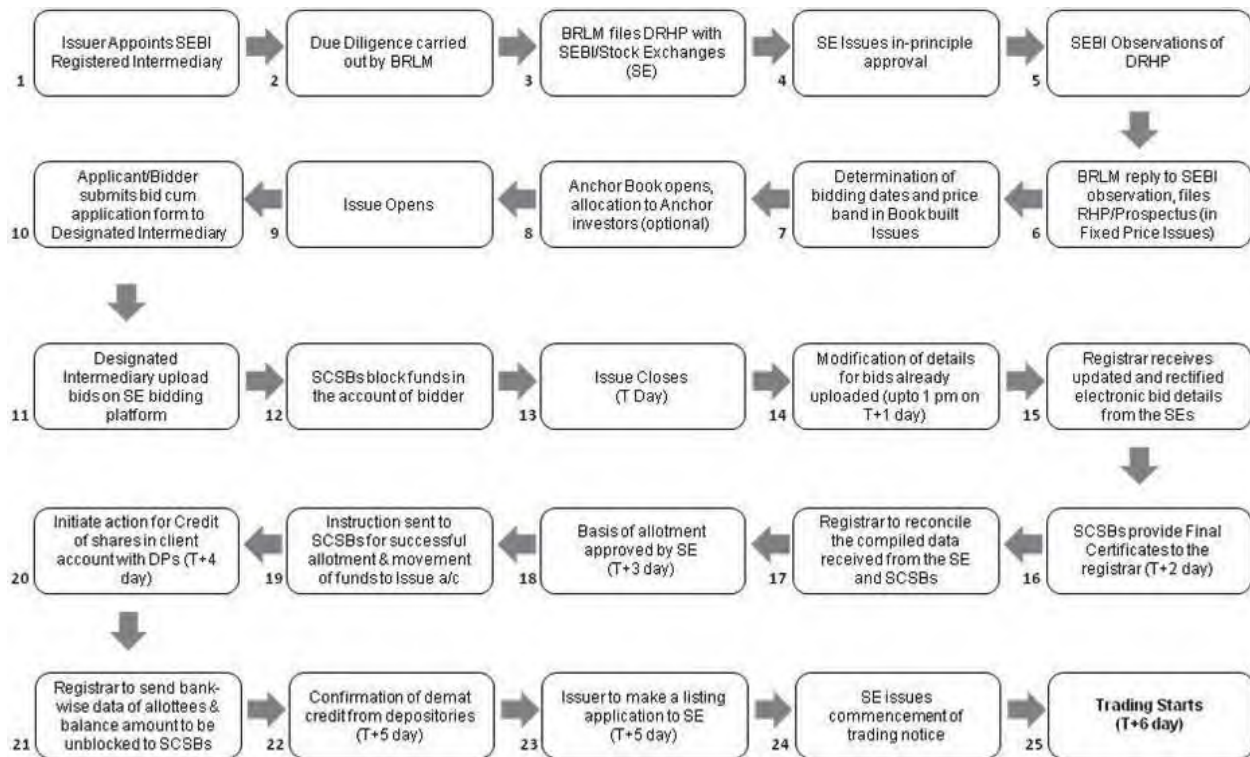 Issuer Appoints SEBI
Registered Intermediary
1
Due Diligence carried
out by BRLM
2
BRLM files DRHP with
SEBI/Stock Exchanges
(SE)
3
SE Issues in-principle
approval
4
SEBI Observations of
DRHP
5
BRLM reply to SEBI
observation, files
RHP/Prospectus (in
Fixed Price Issues)
6
Determination of
bidding dates and price
band in Book built
Issues
7
Anchor Book opens,
allocation to Anchor
investors (optional)
8
Issue Opens
9
Applicant/Bidder
submits bid cum
application form to
Designated Intermediary
10
Designated
Intermediary upload
bids on SE bidding
platform
11
SCSBs block funds in
the account of bidder
12
Issue Closes
(T Day)
13
Modification of details
for bids already
uploaded (upto 1 pm on
T+1 day)
14
Registrar receives
updated and rectified
electronic bid details
from the SEs
15
SCSBs provide Final
Certificates to the
registrar (T+2 day)
16
Registrar to reconcile
the compiled data
received from the SE
and SCSBs
17
Basis of allotment
approved by SE
(T+3 day)
18
Instruction sent to
SCSBs for successful
allotment & movement
of funds to Issue a/c
19
Initiate action for Credit
of shares in client
account with DPs (T+4
day)
20
Registrar to send bank-
wise data of allottees &
balance amount to be
unblocked to SCSBs
21
Confirmation of demat
credit from depositories
(T+5 day)
22
Issuer to make a listing
application to SE
(T+5 day)
23
SE issues
commencement of
trading notice
24
Trading Starts
(T+6 day)
25